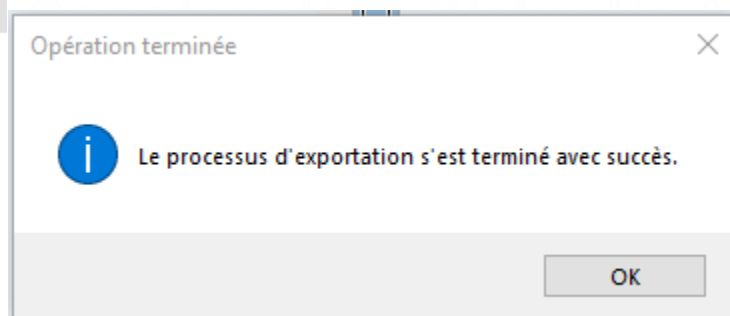 Opération terminée
Le processus d'exportation s'est terminé avec succès.
OK